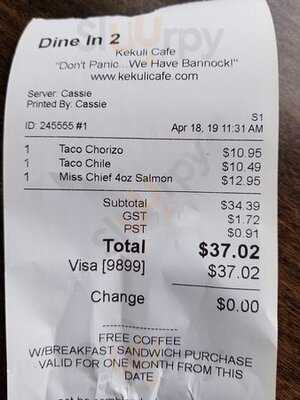 Dine In 2
Kekuli Cafe
"Don't Panic...We Have Bannock!"
www.kekulicafe.com
Server: Cassie
Printed By: Cassie
S1
ID: 245555 #1 Apr 18, 19 11:31 AM
1 Taco Chorizo $10.95
1 Taco Chile $10.49
1 Miss Chief 4oz Salmon $12.95
Subtotal $34.39
GST $1.72
PST $0.91
Total $37.02
Visa [9899] $37.02
Change $0.00
FREE COFFEE
W/BREAKFAST SANDWICH PURCHASE
VALID FOR ONE MONTH FROM THIS
DATE